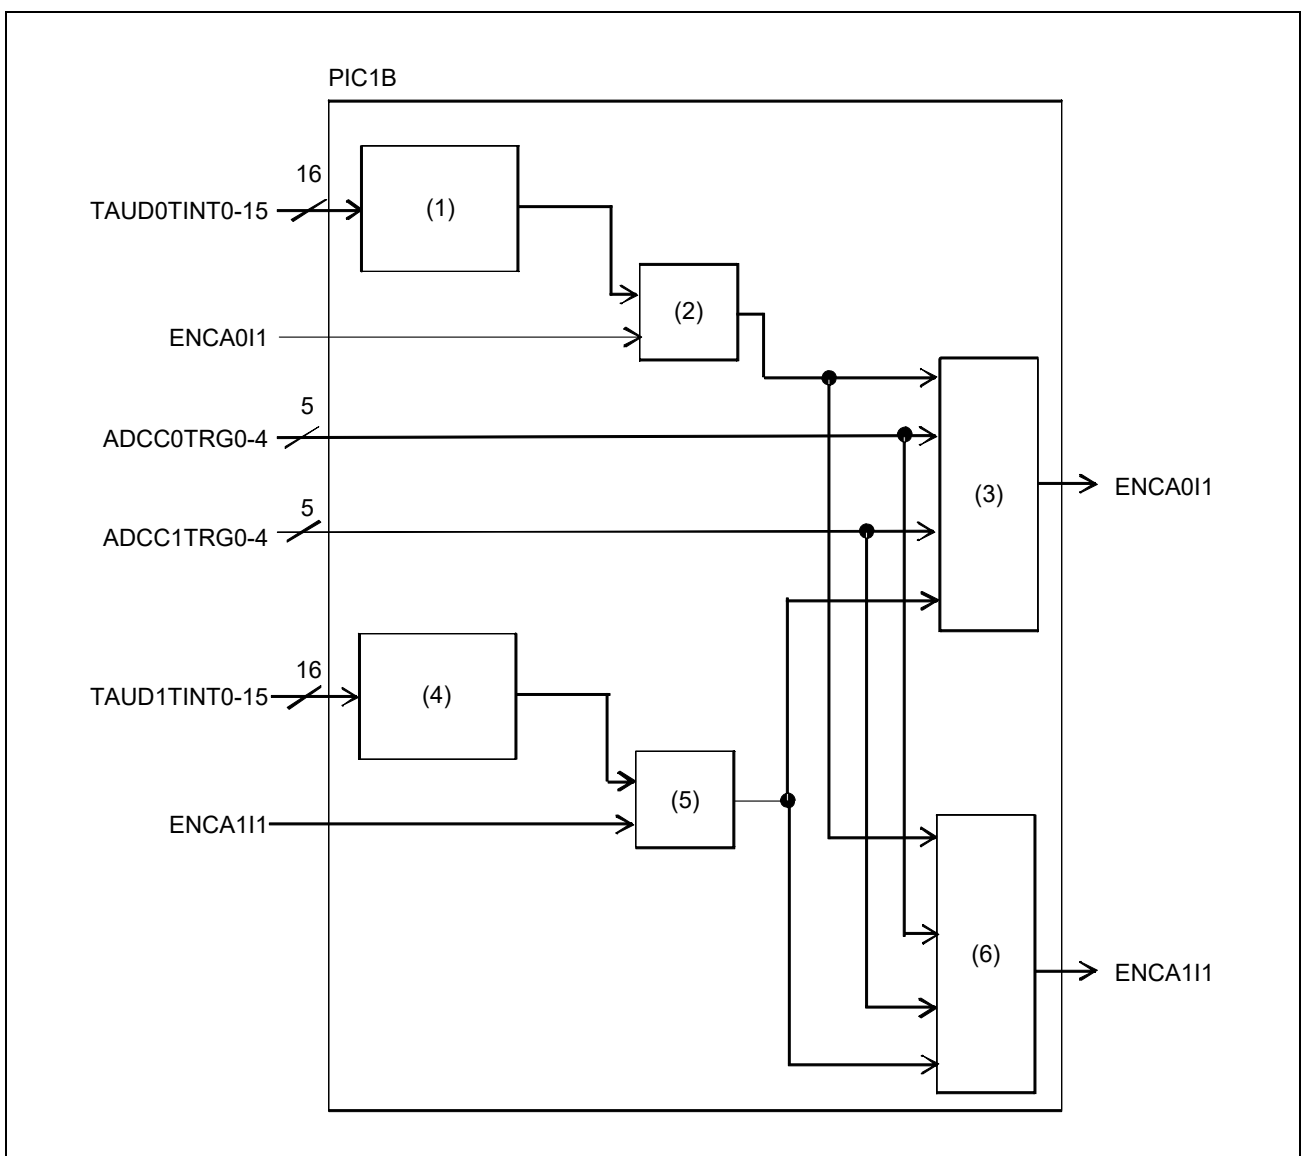 PIC1B
16
TAUD0TINT0-15
(1)
(2)
ENCA0I1
5
ADCC0TRG0-4
(3)
ENCA0I1
5
ADCC1TRG0-4
16
TAUD1TINT0-15
(4)
(5)
ENCA1I1
(6)
ENCA1I1